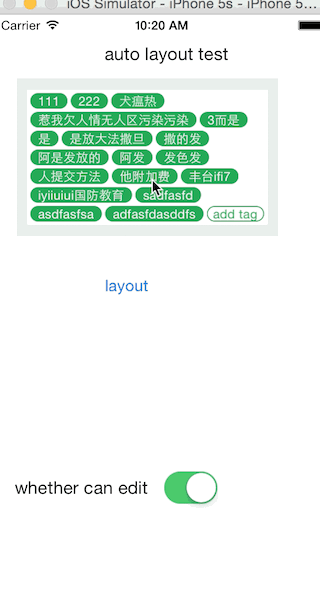 iOS Simulator - iPhone 5s - iPhone 5...
Carrier 10:20 AM
auto layout test
111 222 犬瘟热
惹我欠人情无人区污染污染 3而是
是 是放大法撒旦 撒的发
阿是发放的 阿发 发色发
人提交方法 他附加费 丰台ifi7
iyiiuiui国防教育 sadfasfd
asdfasfsa adfasfdasddfs add tag
layout
whether can edit